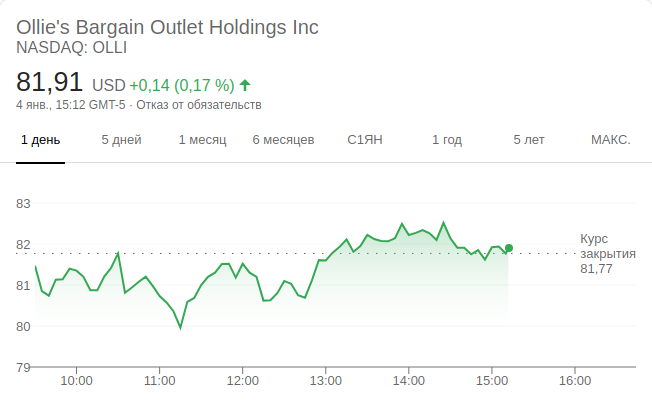 Ollie's Bargain Outlet Holdings Inc
NASDAQ: OLLI
81,91 USD +0,14 (0,17 %)
4 янв., 15:12 GMT-5 · Отказ от обязательств
1 день 5 дней 1 месяц 6 месяцев С1ЯН 1 год 5 лет МАКС.
83
82
81
80
79
Курс
закрытия
81,77
10:00 11:00 12:00 13:00 14:00 15:00 16:00